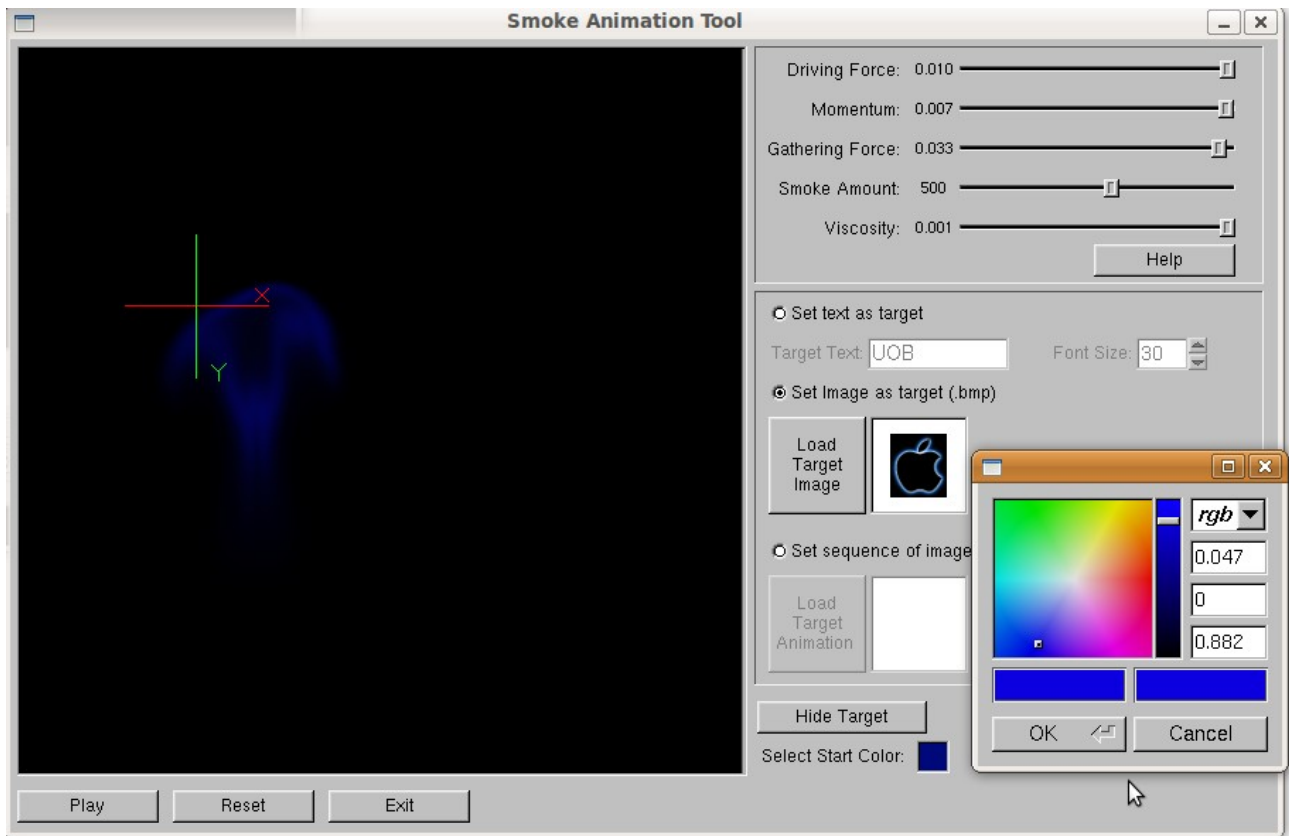 Smoke Animation Tool
Driving Force: 0.010
Momentum: 0.007
Gathering Force: 0.033
Smoke Amount: 500
Viscosity: 0.001
Help
X
Y
Set text as target
Target Text: UOB Font Size: 30
Set Image as target (.bmp)
Load
Target
Image
Set sequence of image
Load
Target
Animation
rgb
0.047
0
0.882
OK Cancel
Hide Target
Select Start Color:
Play Reset Exit